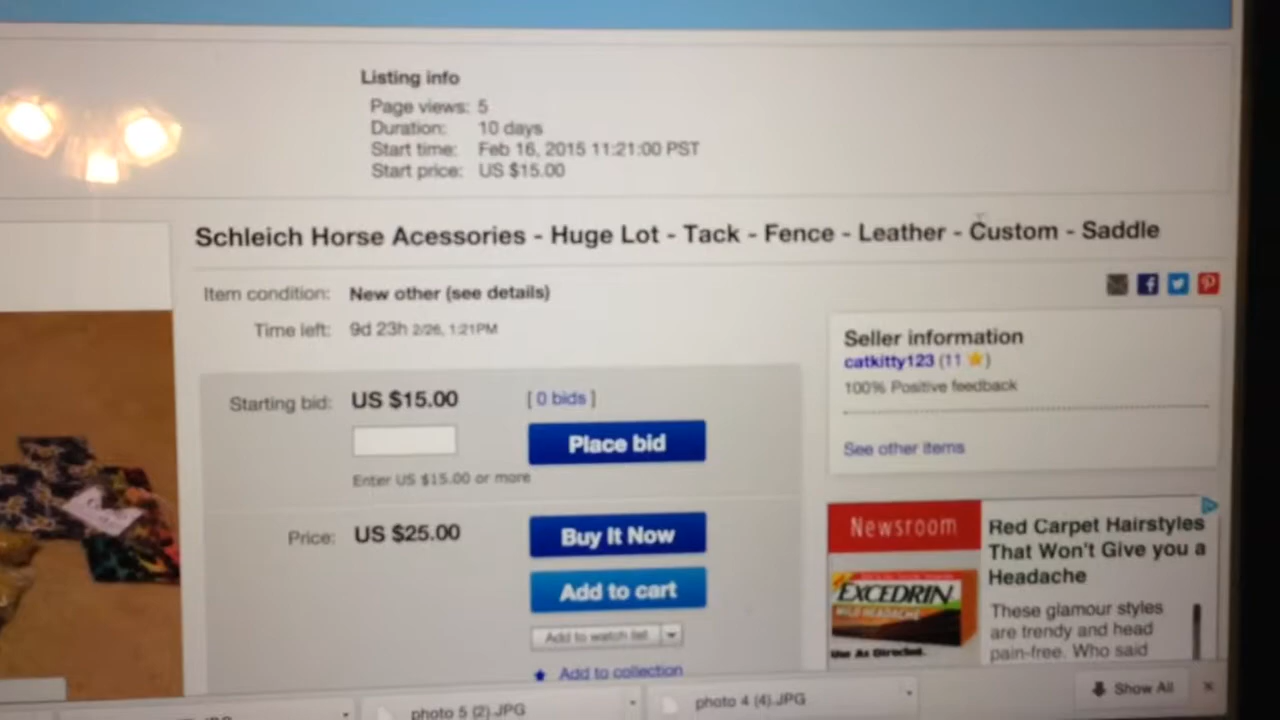 Listing info
Page views: 5
Duration: 10 days
Start time: Feb 16, 2015 11:21:00 PST
Start price: US $15.00
Schleich Horse Acessories - Huge Lot - Tack - Fence - Leather - Custom - Saddle
Item condition: New other (see details)
Time left: 9d 23h 2/26, 1:21PM
Starting bid: US $15.00 [ 0 bids ]
Place bid
Enter US $15.00 or more
Price: US $25.00
Buy It Now
Add to cart
Add to watch list
Add to collection
Seller information
catkitty123 (11 )
100% Positive feedback
See other items
Newsroom
EXCEDRIN
Use As Directed.
Red Carpet Hairstyles
That Won't Give you a
Headache
These glamour styles
are trendy and head
pain-free. Who said
photo 5 (2).JPG
photo 4 (4).JPG
Show All